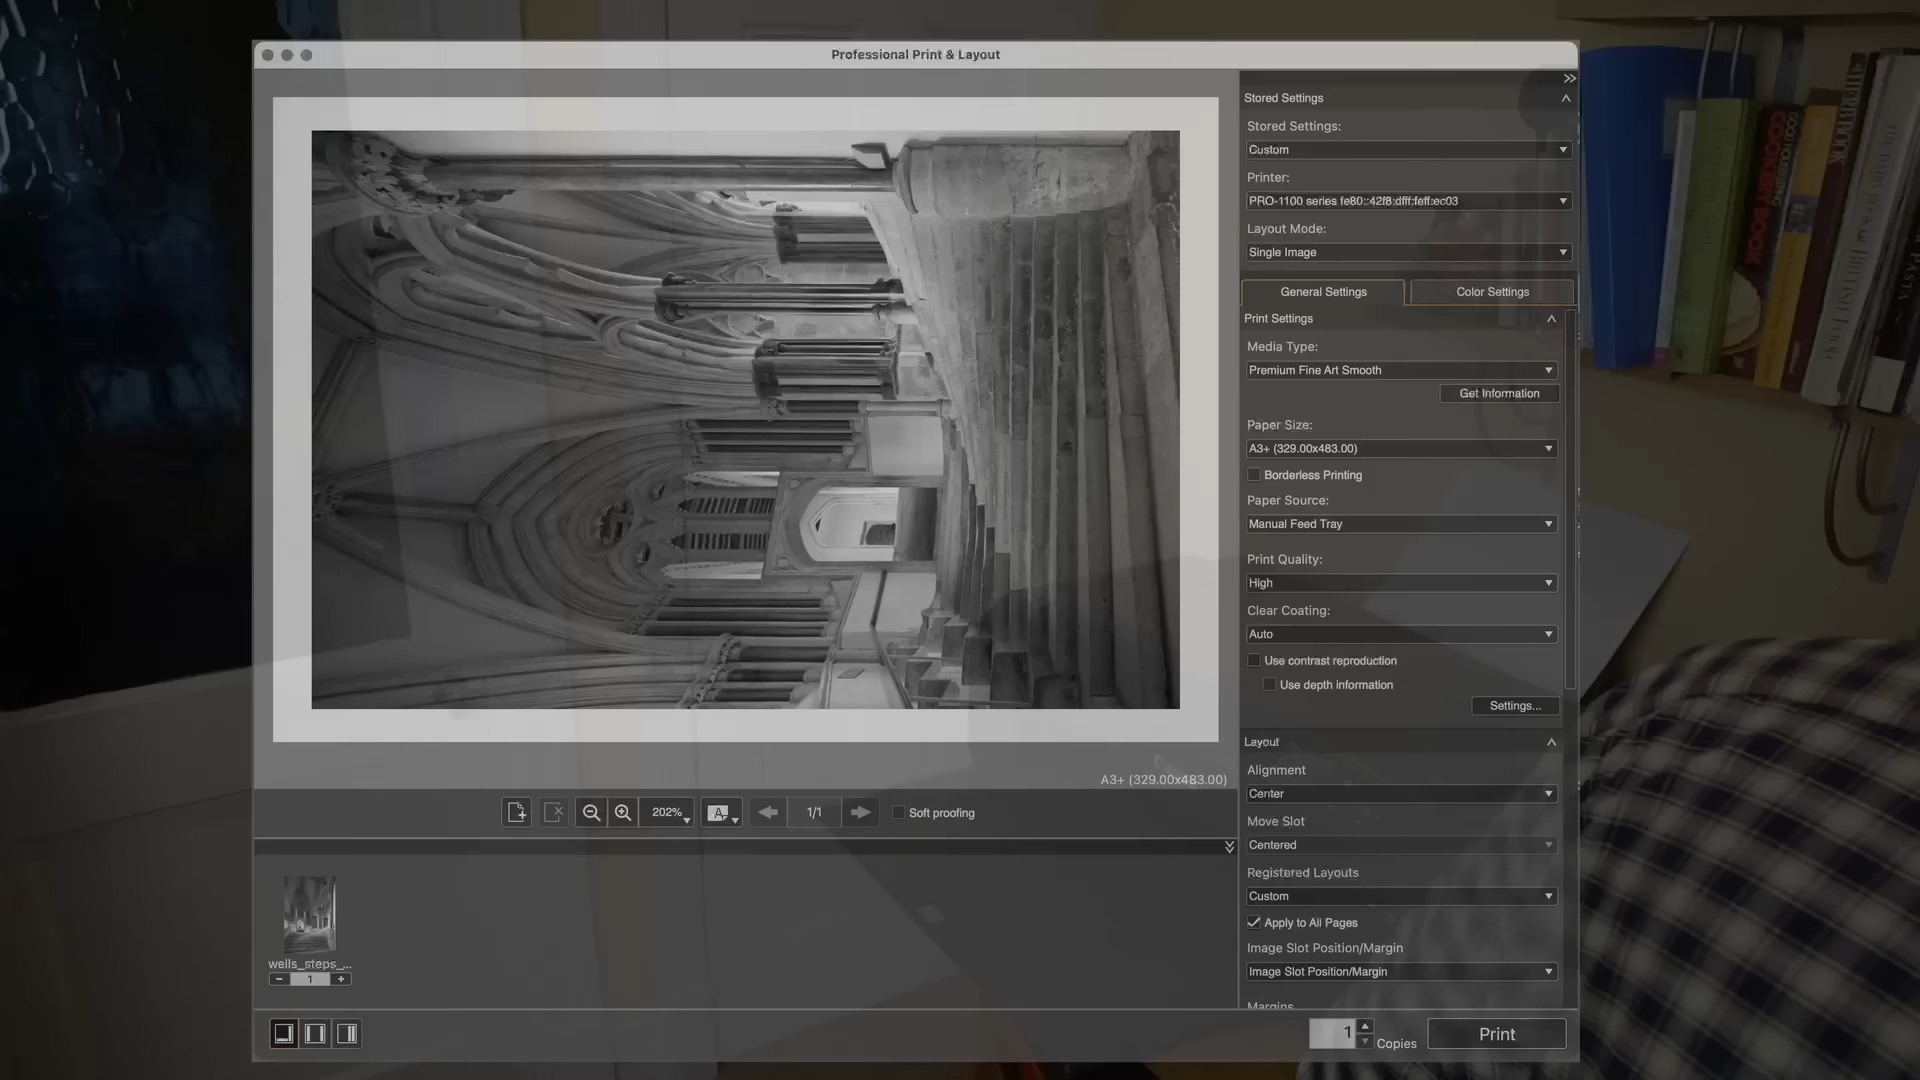 Professional Print & Layout
Stored Settings
Stored Settings:
Custom
Printer:
PRO-1100 series fe80::42f8:dfff:feff:ec03
Layout Mode:
Single Image
General Settings
Color Settings
Print Settings
Media Type:
Premium Fine Art Smooth
Get Information
Paper Size:
A3+ (329.00x483.00)
Borderless Printing
Paper Source:
Manual Feed Tray
Print Quality:
High
Clear Coating:
Auto
Use contrast reproduction
Use depth information
Settings...
Layout
Alignment
Center
Move Slot
Centered
Registered Layouts
Custom
Apply to All Pages
Image Slot Position/Margin
Image Slot Position/Margin
Margins
A3+ (329.00x483.00)
202%
A
1/1
Soft proofing
wells_steps_...
1
1
Copies
Print
COOKERY BOOK
PASTA